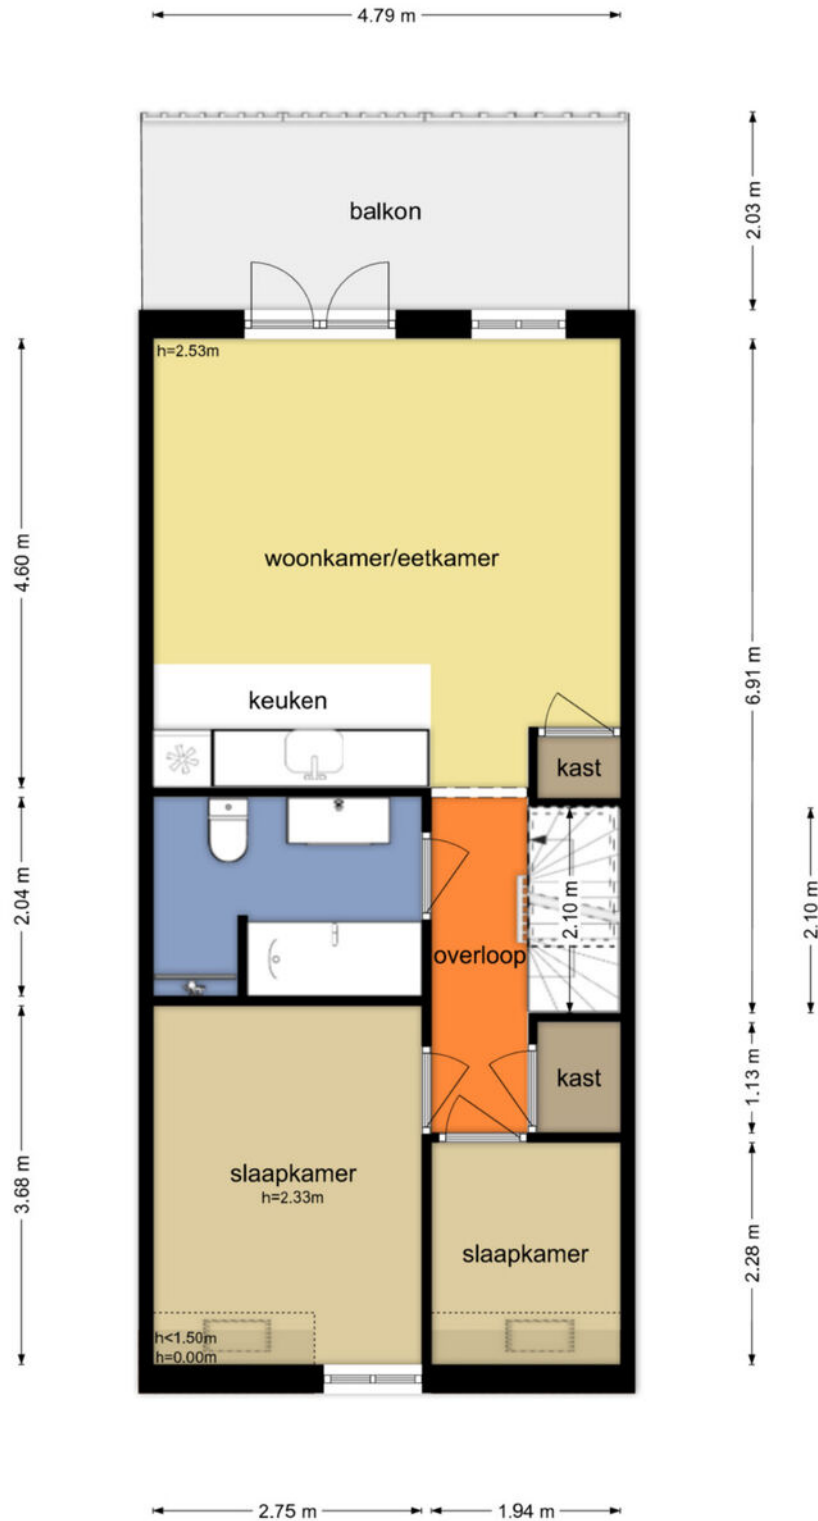 4.79 m
balkon
2.03 m
h=2.53m
4.60 m
woonkamer/eetkamer
6.91 m
keuken
kast
2.04 m
2.10 m
2.10 m
overloop
kast
1.13 m
3.68 m
slaapkamer
h=2.33m
slaapkamer
2.28 m
h<1.50m
h=0.00m
2.75 m
1.94 m